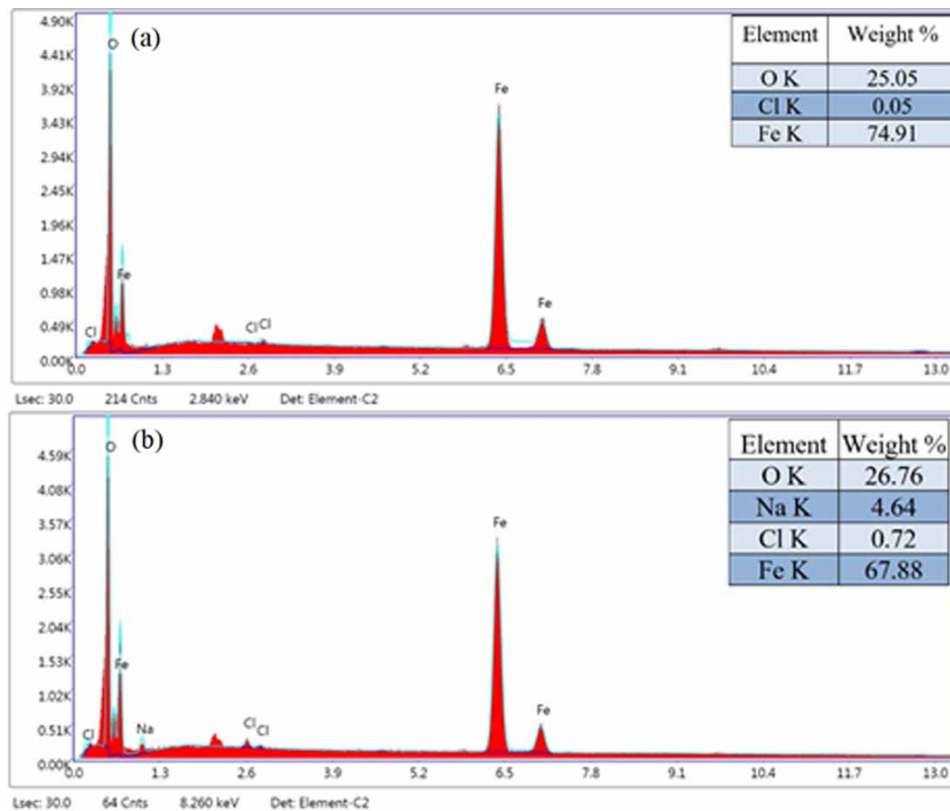 (a)
4.90K
4.41K
3.92K
3.43K
2.94K
2.45K
1.96K
1.47K
0.98K
0.49K
0.00K
O
Fe
Cl
Cl
Cl
Fe
Fe
0.0 1.3 2.6 3.9 5.2 6.5 7.8 9.1 10.4 11.7 13.0
Element Weight %
O K 25.05
Cl K 0.05
Fe K 74.91
Lsec: 30.0 214 Cnts 2.840 keV Det: Element-C2
(b)
4.59K
4.08K
3.57K
3.06K
2.55K
2.04K
1.53K
1.02K
0.51K
0.00K
O
Fe
Cl
Na
Cl
Cl
Fe
Fe
0.0 1.3 2.6 3.9 5.2 6.5 7.8 9.1 10.4 11.7 13.0
Element Weight %
O K 26.76
Na K 4.64
Cl K 0.72
Fe K 67.88
Lsec: 30.0 64 Cnts 8.260 keV Det: Element-C2